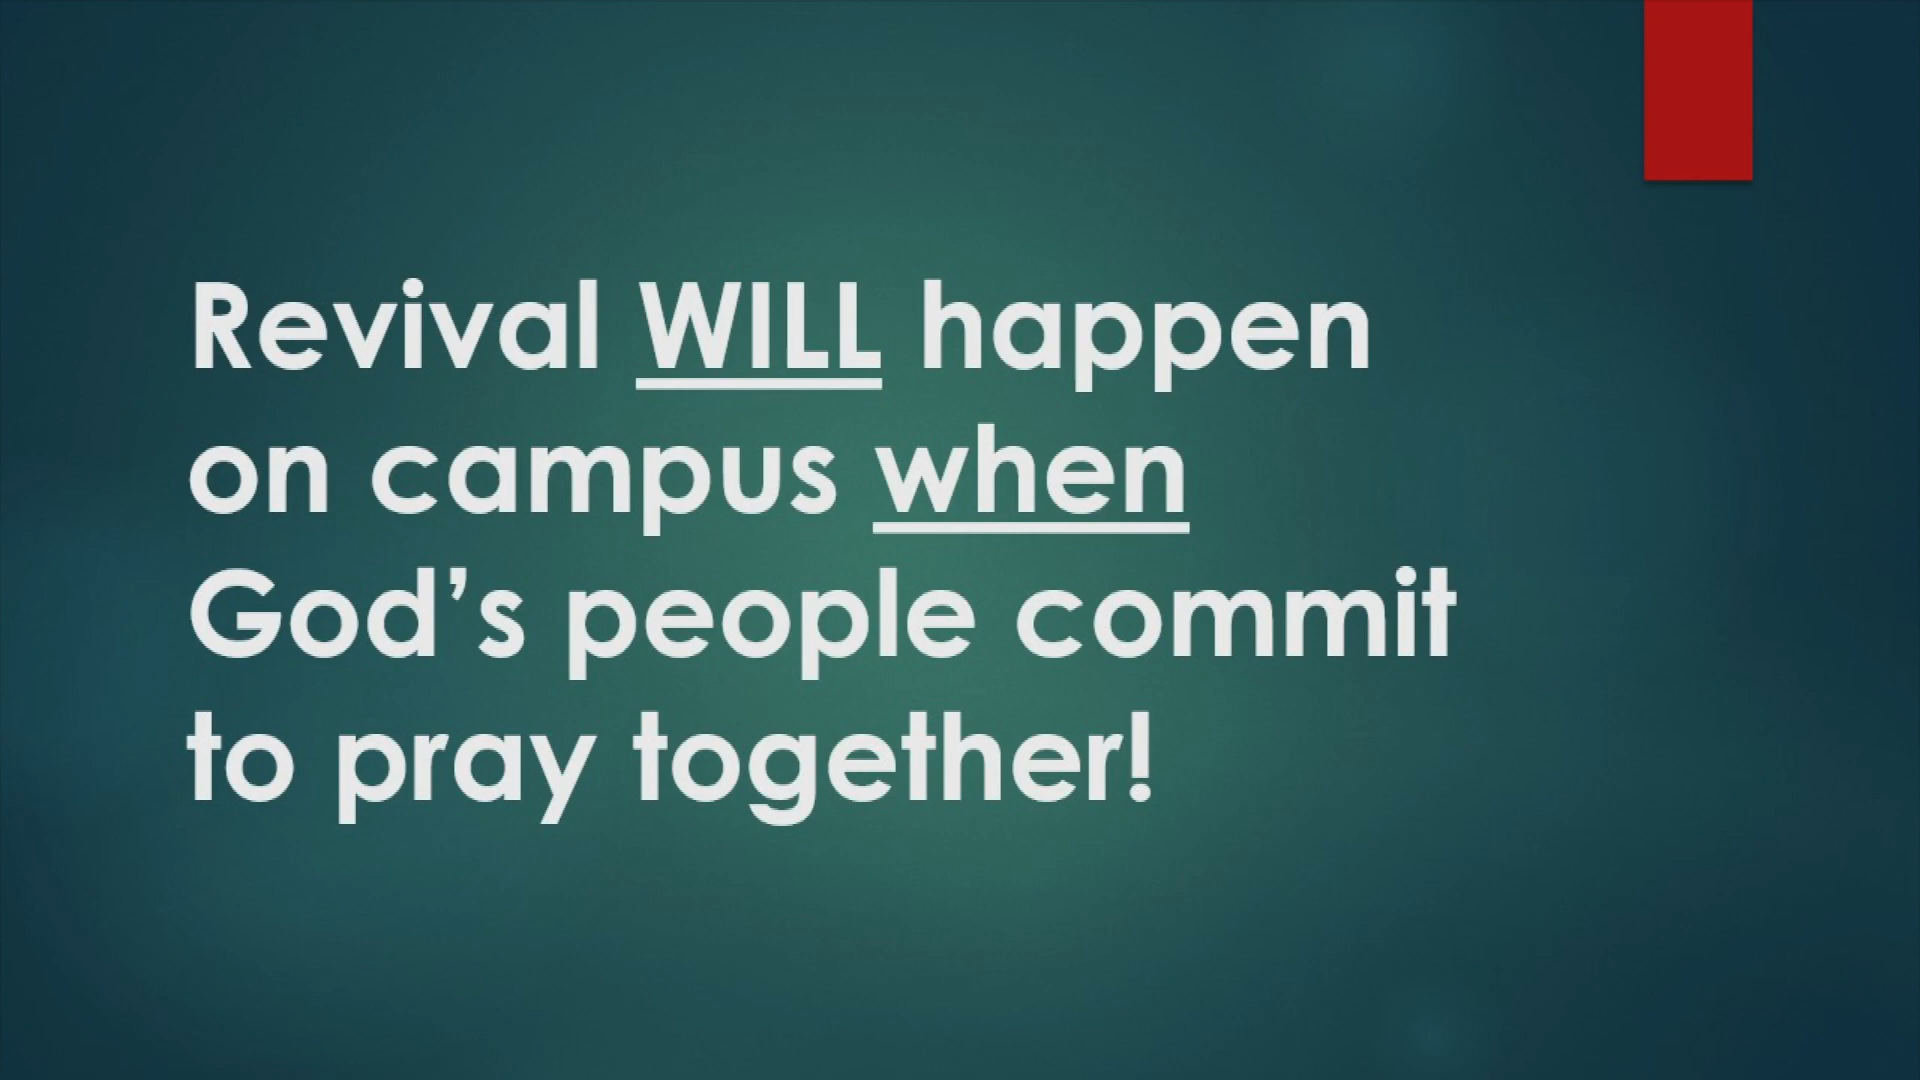 Revival WILL happen
on campus when
God’s people commit
to pray together!